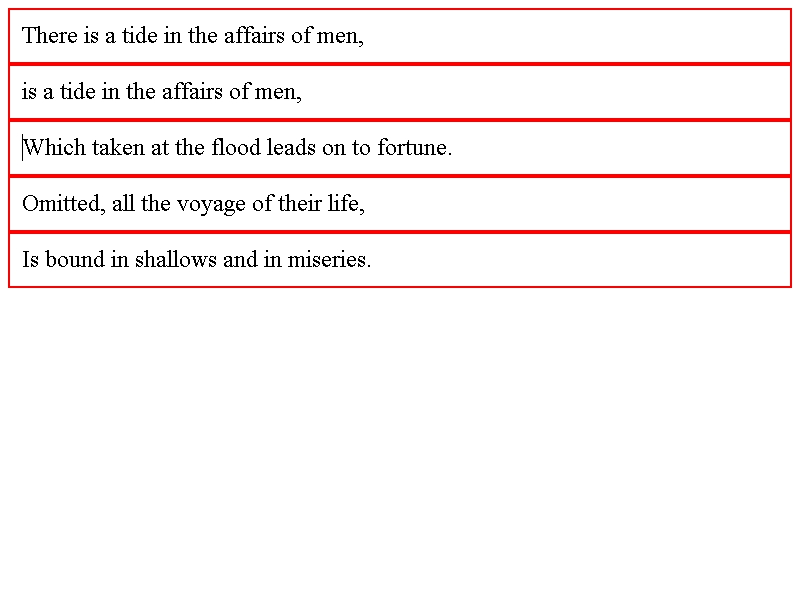 There is a tide in the affairs of men,
is a tide in the affairs of men,
Which taken at the flood leads on to fortune.
Omitted, all the voyage of their life,
Is bound in shallows and in miseries.